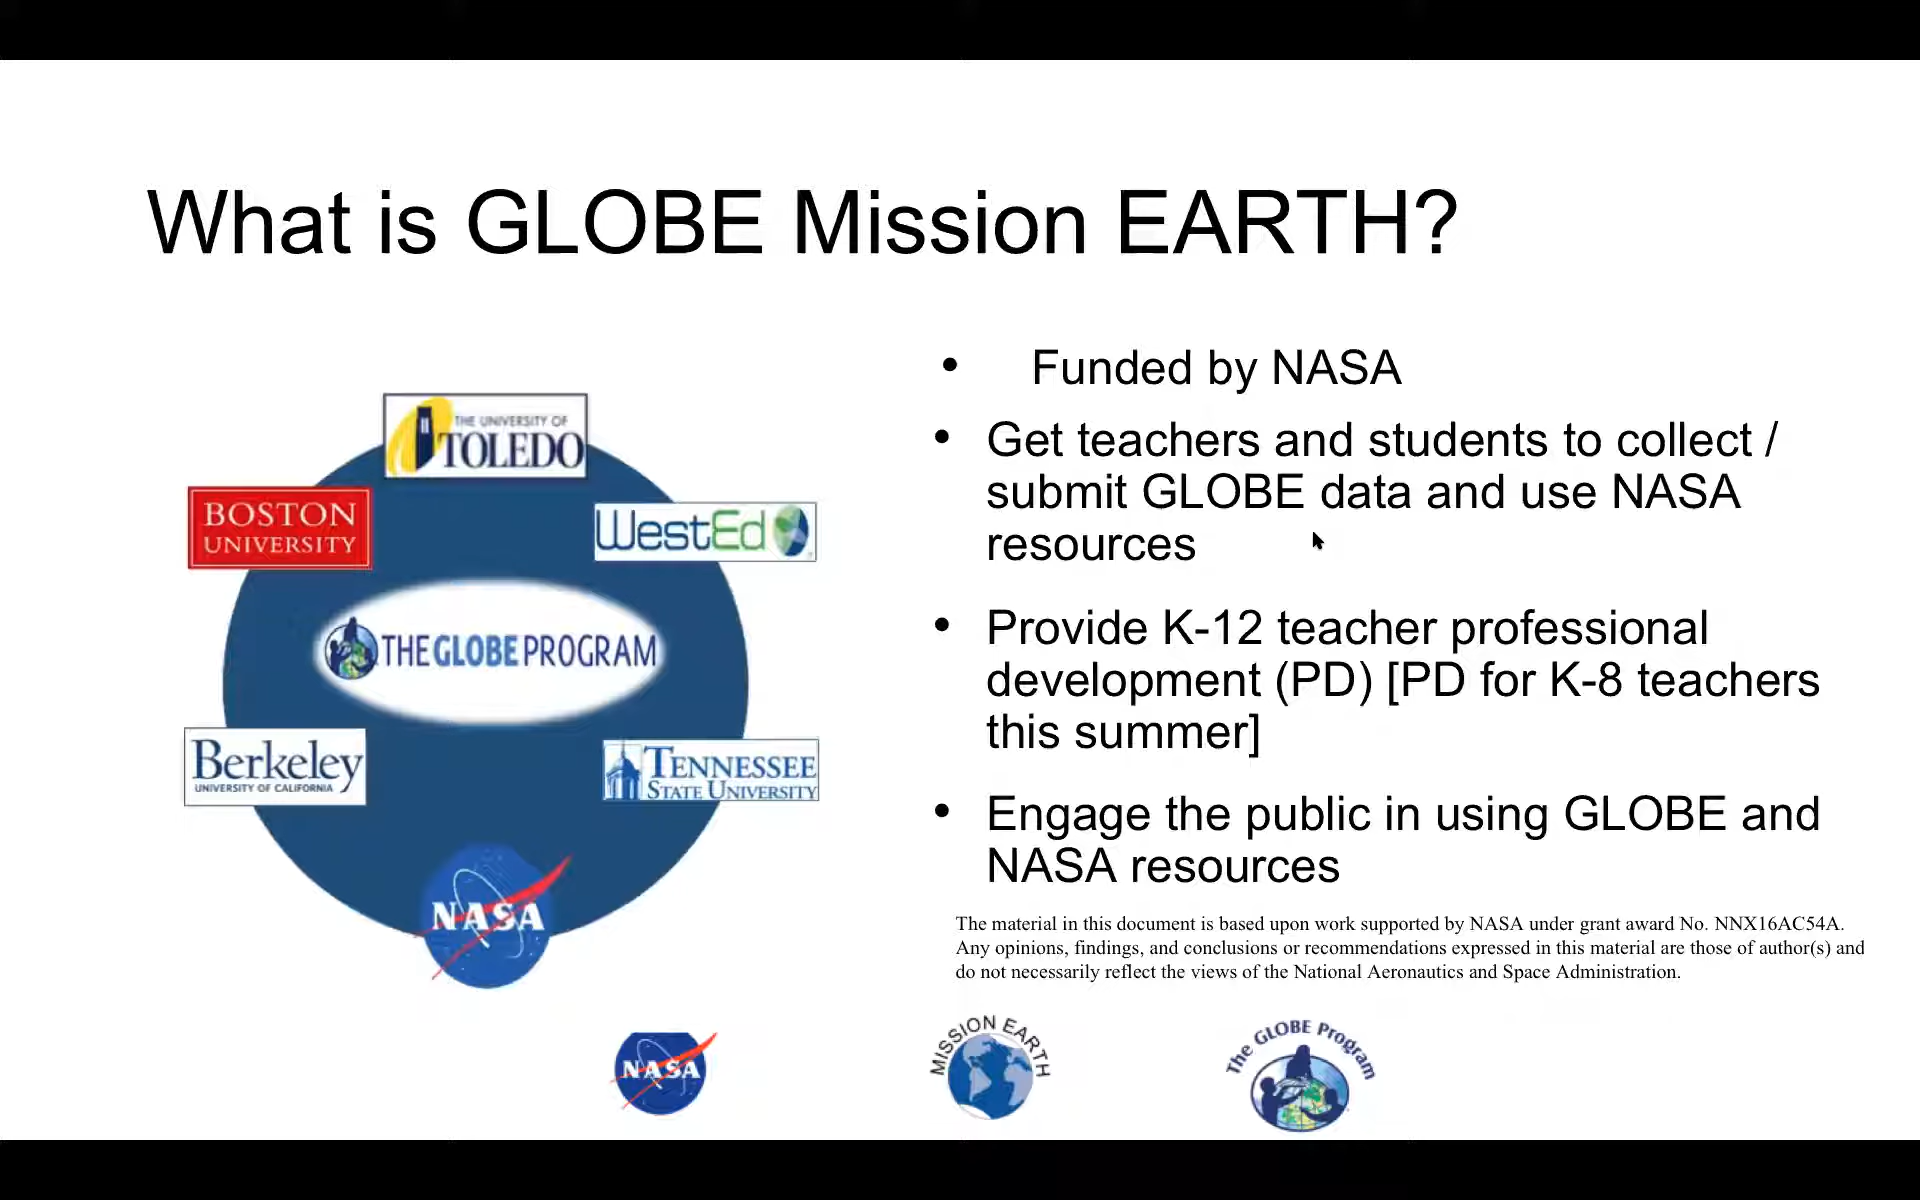 What is GLOBE Mission EARTH?
THE UNIVERSITY OF
TOLEDO
BOSTON
UNIVERSITY
WestEd
THE GLOBE PROGRAM
Berkeley
UNIVERSITY OF CALIFORNIA
TENNESSEE
STATE UNIVERSITY
NASA
• Funded by NASA
• Get teachers and students to collect /
submit GLOBE data and use NASA
resources
• Provide K-12 teacher professional
development (PD) [PD for K-8 teachers
this summer]
• Engage the public in using GLOBE and
NASA resources
The material in this document is based upon work supported by NASA under grant award No. NNX16AC54A.
Any opinions, findings, and conclusions or recommendations expressed in this material are those of author(s) and
do not necessarily reflect the views of the National Aeronautics and Space Administration.
NASA
MISSION EARTH
The GLOBE Program